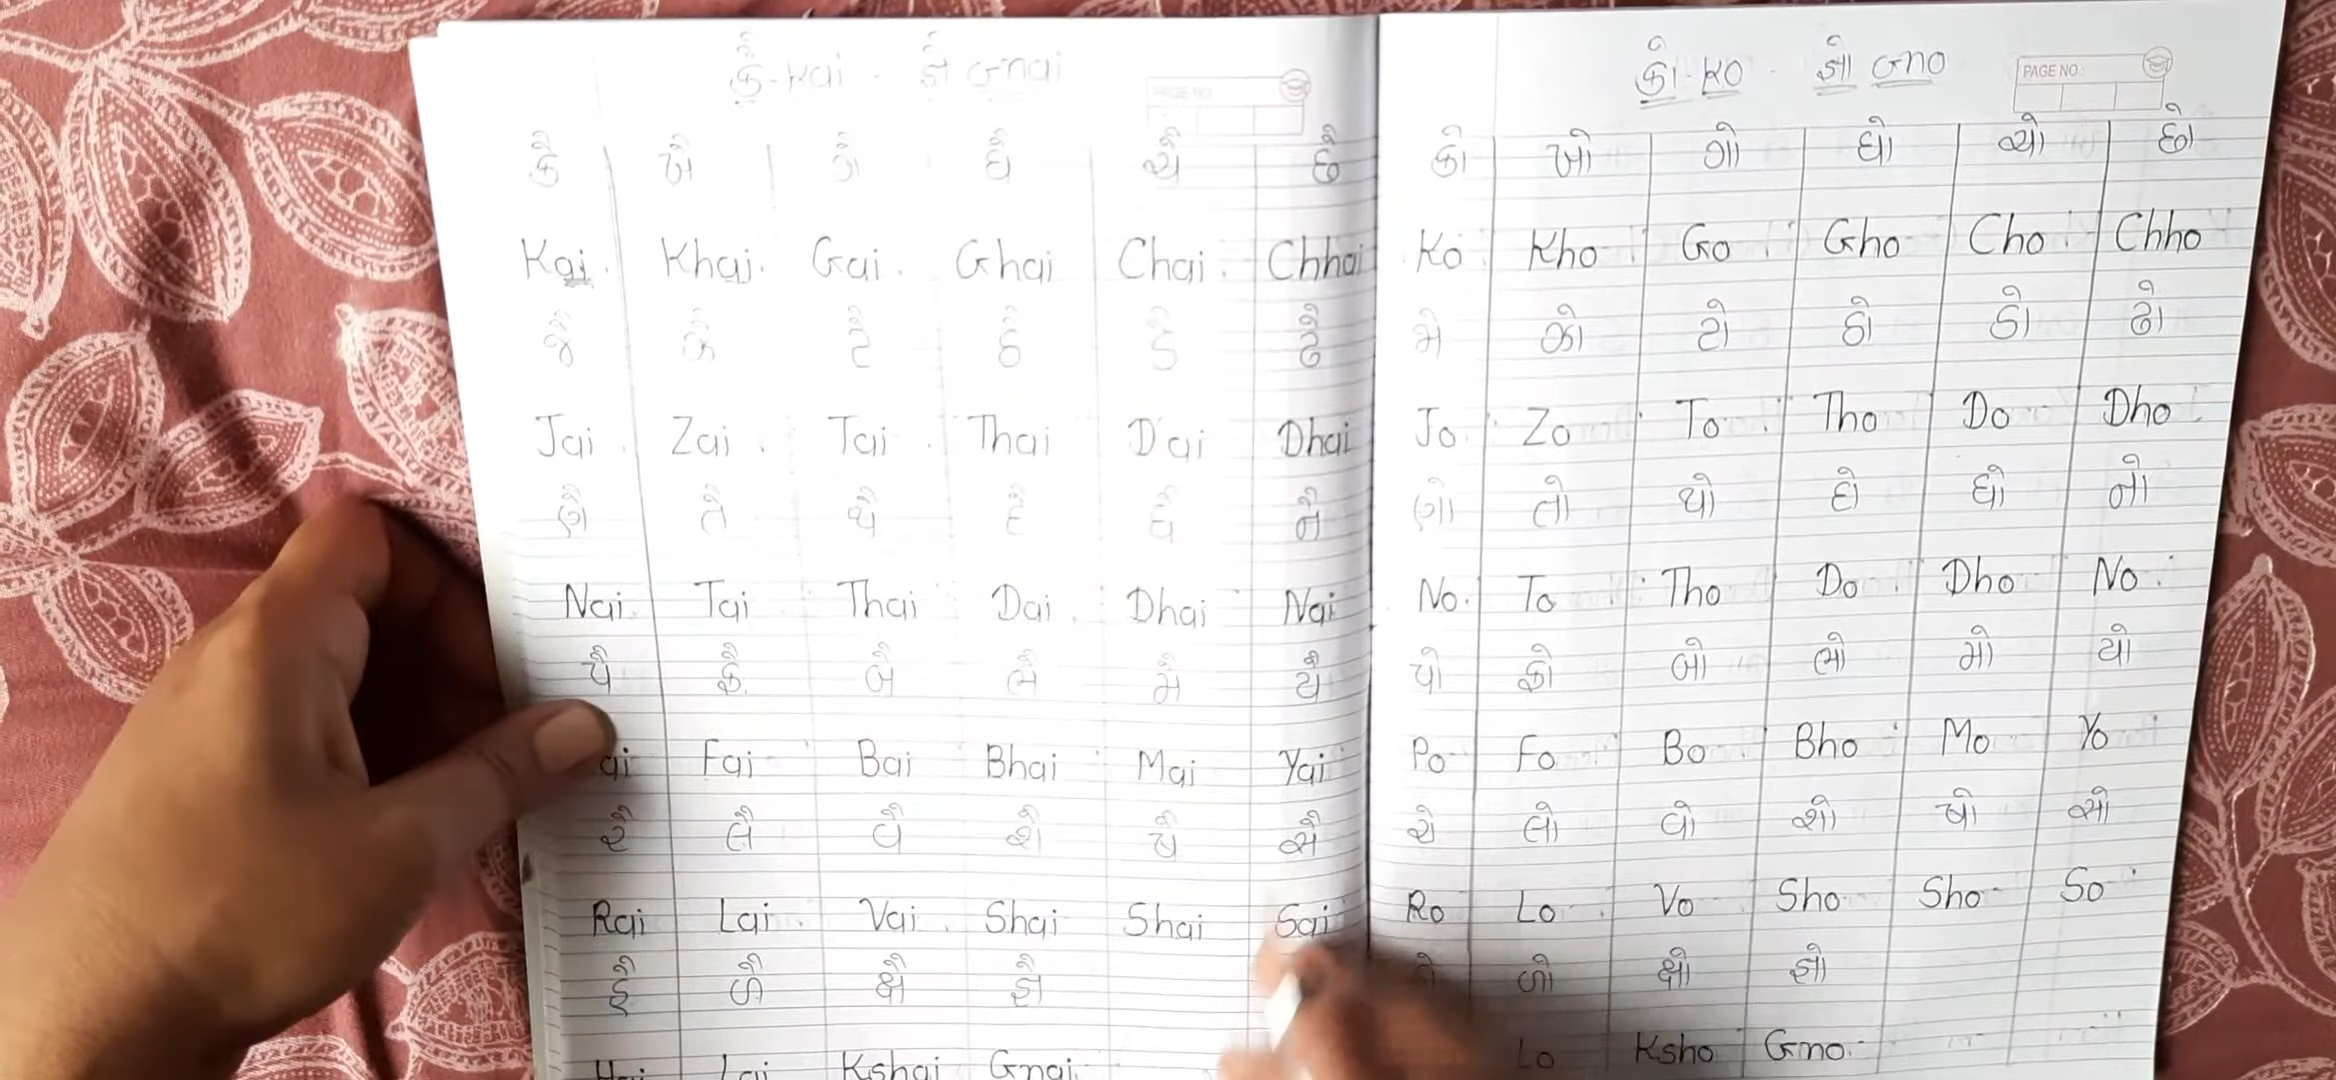 કૈ-Kai . જ્ઞૈ Gnai
કૈ ખૈ ગૈ ઘૈ ચૈ છૈ
Kai. Khai. Gai. Ghai Chai. Chhai
જૈ ઝૈ ટૈ ઠૈ ડૈ ઢૈ
Jai. Zai. Tai. Thai Dai Dhai
ણૈ તૈ થૈ દૈ ધૈ નૈ
Nai. Tai Thai Dai. Dhai Nai
પૈ ફૈ બૈ ભૈ મૈ યૈ
ai Fai Bai Bhai Mai Yai
રૈ લૈ વૈ શૈ ષૈ સૈ
Rai Lai. Vai. Shai Shai Sai
હૈ ળૈ ક્ષૈ જ્ઞૈ
Hai Lai Kshai Gnai.
કો-KO - જ્ઞો Gno
PAGE NO.:
કો ખો ગો ઘો ચો છો
Ko Kho Go. Gho Cho Chho
જો ઝો ટો ઠો ડો ઢો
Jo. Zo To Tho Do Dho
ણો તો થો દો ધો નો
No. To Tho Do. Dho No.
પો ફો બો ભો મો યો
Po Fo Bo Bho Mo Yo
રો લો વો શો ષો સો
Ro Lo Vo Sho Sho So
ળો ક્ષો જ્ઞો
Lo Ksho Gno.